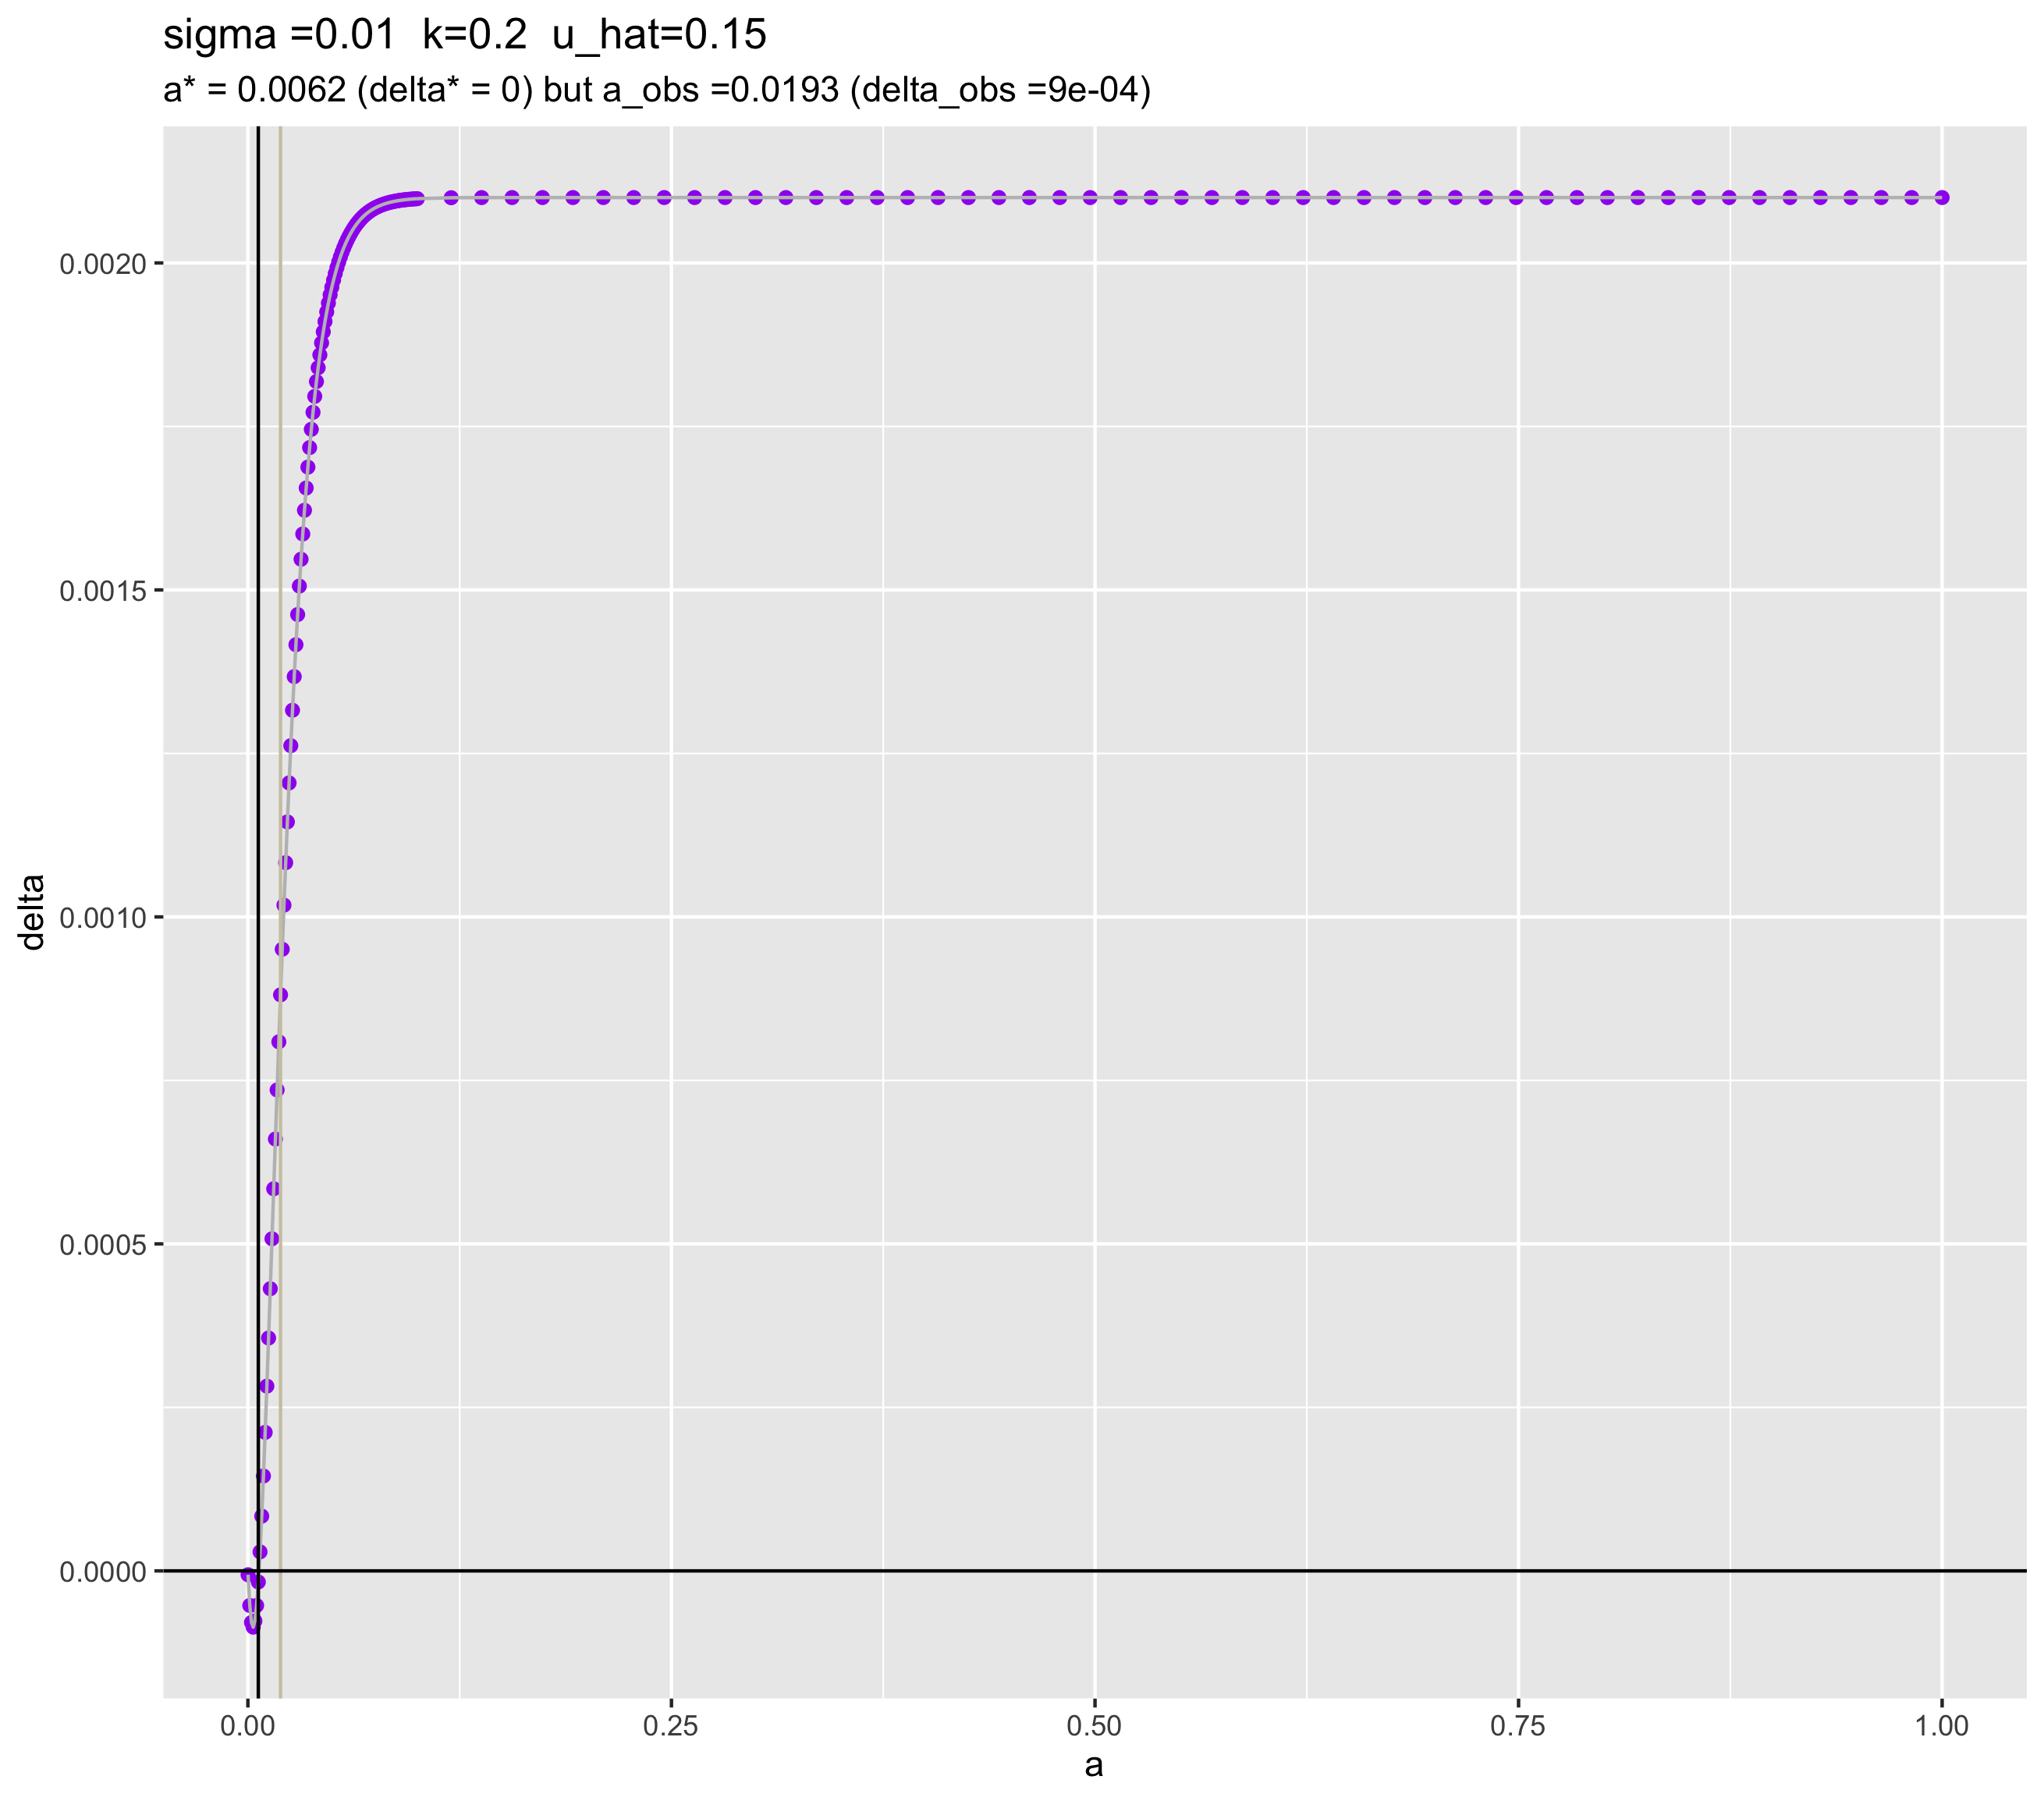 sigma =0.01  k=0.2  u_hat=0.15
a* = 0.0062 (delta* = 0) but a_obs =0.0193 (delta_obs =9e-04)
delta
0.0020
0.0015
0.0010
0.0005
0.0000
0.00
0.25
0.50
0.75
1.00
a